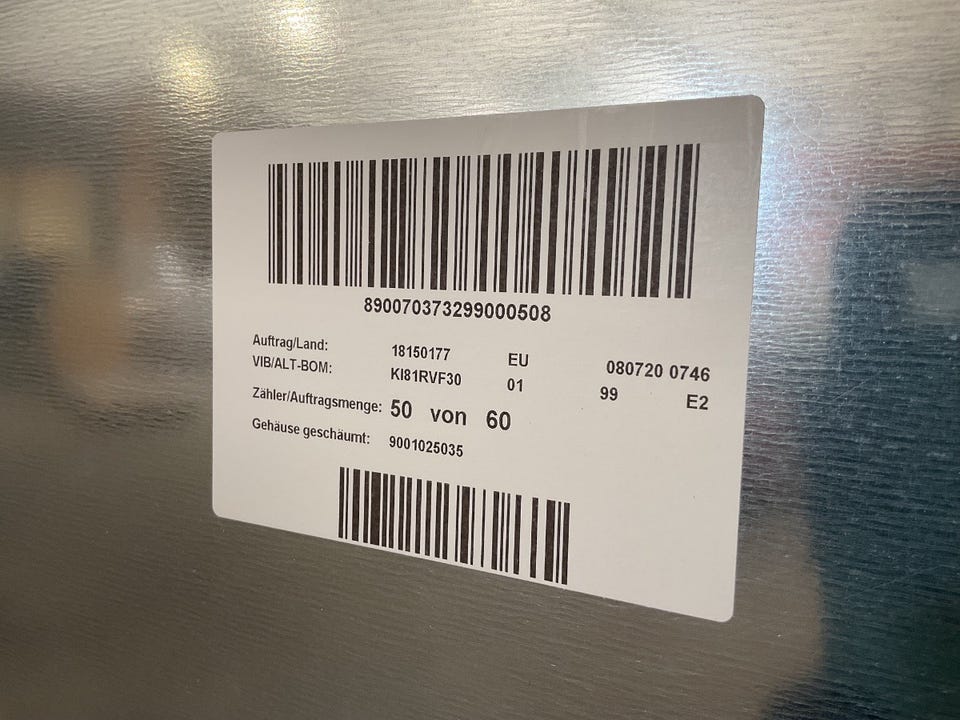 890070373299000508
Auftrag/Land: 18150177 EU 080720 0746
VIB/ALT-BOM: KI81RVF30 01 99 E2
Zähler/Auftragsmenge: 50 von 60
Gehäuse geschäumt: 9001025035